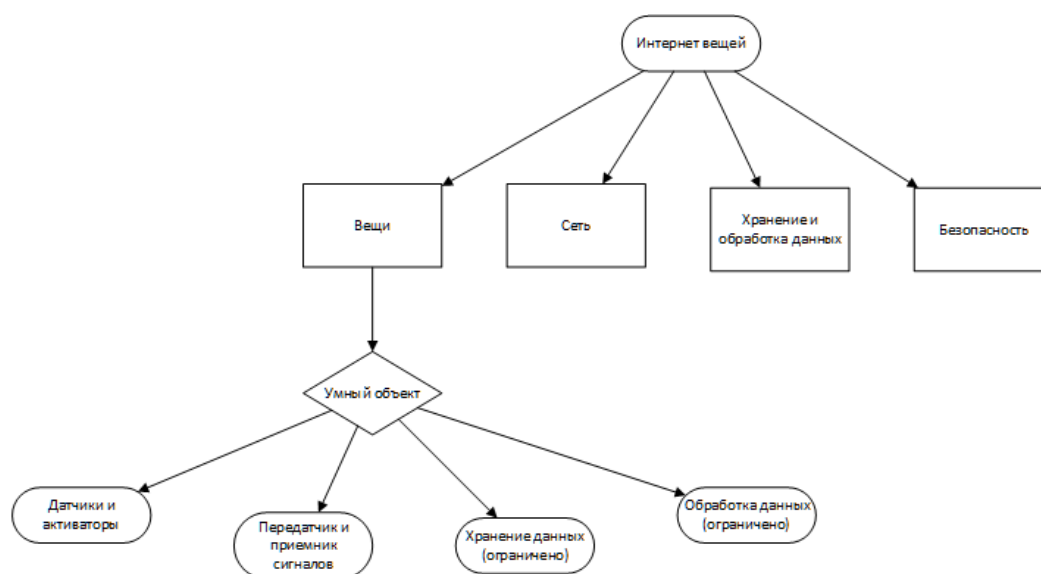 Интернет вещей
Вещи
Сеть
Хранение и
обработка данных
Безопасность
Умный объект
Датчики и
активаторы
Передатчик и
приемник
сигналов
Хранение данных
(ограничено)
Обработка данных
(ограничено)